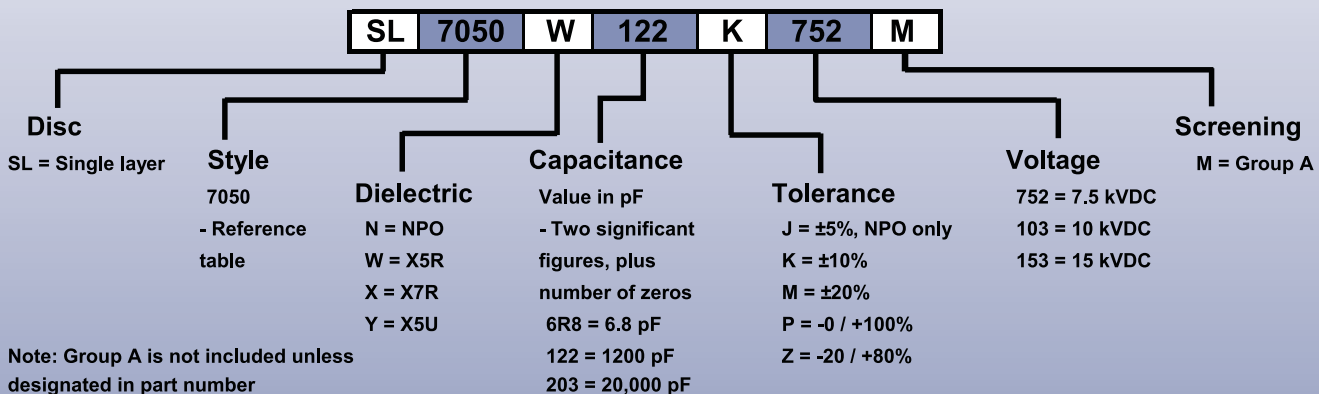 SL 7050 W 122 K 752 M
Disc
SL = Single layer
Style
7050
- Reference
table
Dielectric
N = NPO
W = X5R
X = X7R
Y = X5U
Capacitance
Value in pF
- Two significant
figures, plus
number of zeros
6R8 = 6.8 pF
122 = 1200 pF
203 = 20,000 pF
Tolerance
J = ±5%, NPO only
K = ±10%
M = ±20%
P = -0 / +100%
Z = -20 / +80%
Voltage
752 = 7.5 kVDC
103 = 10 kVDC
153 = 15 kVDC
Screening
M = Group A
Note: Group A is not included unless
designated in part number